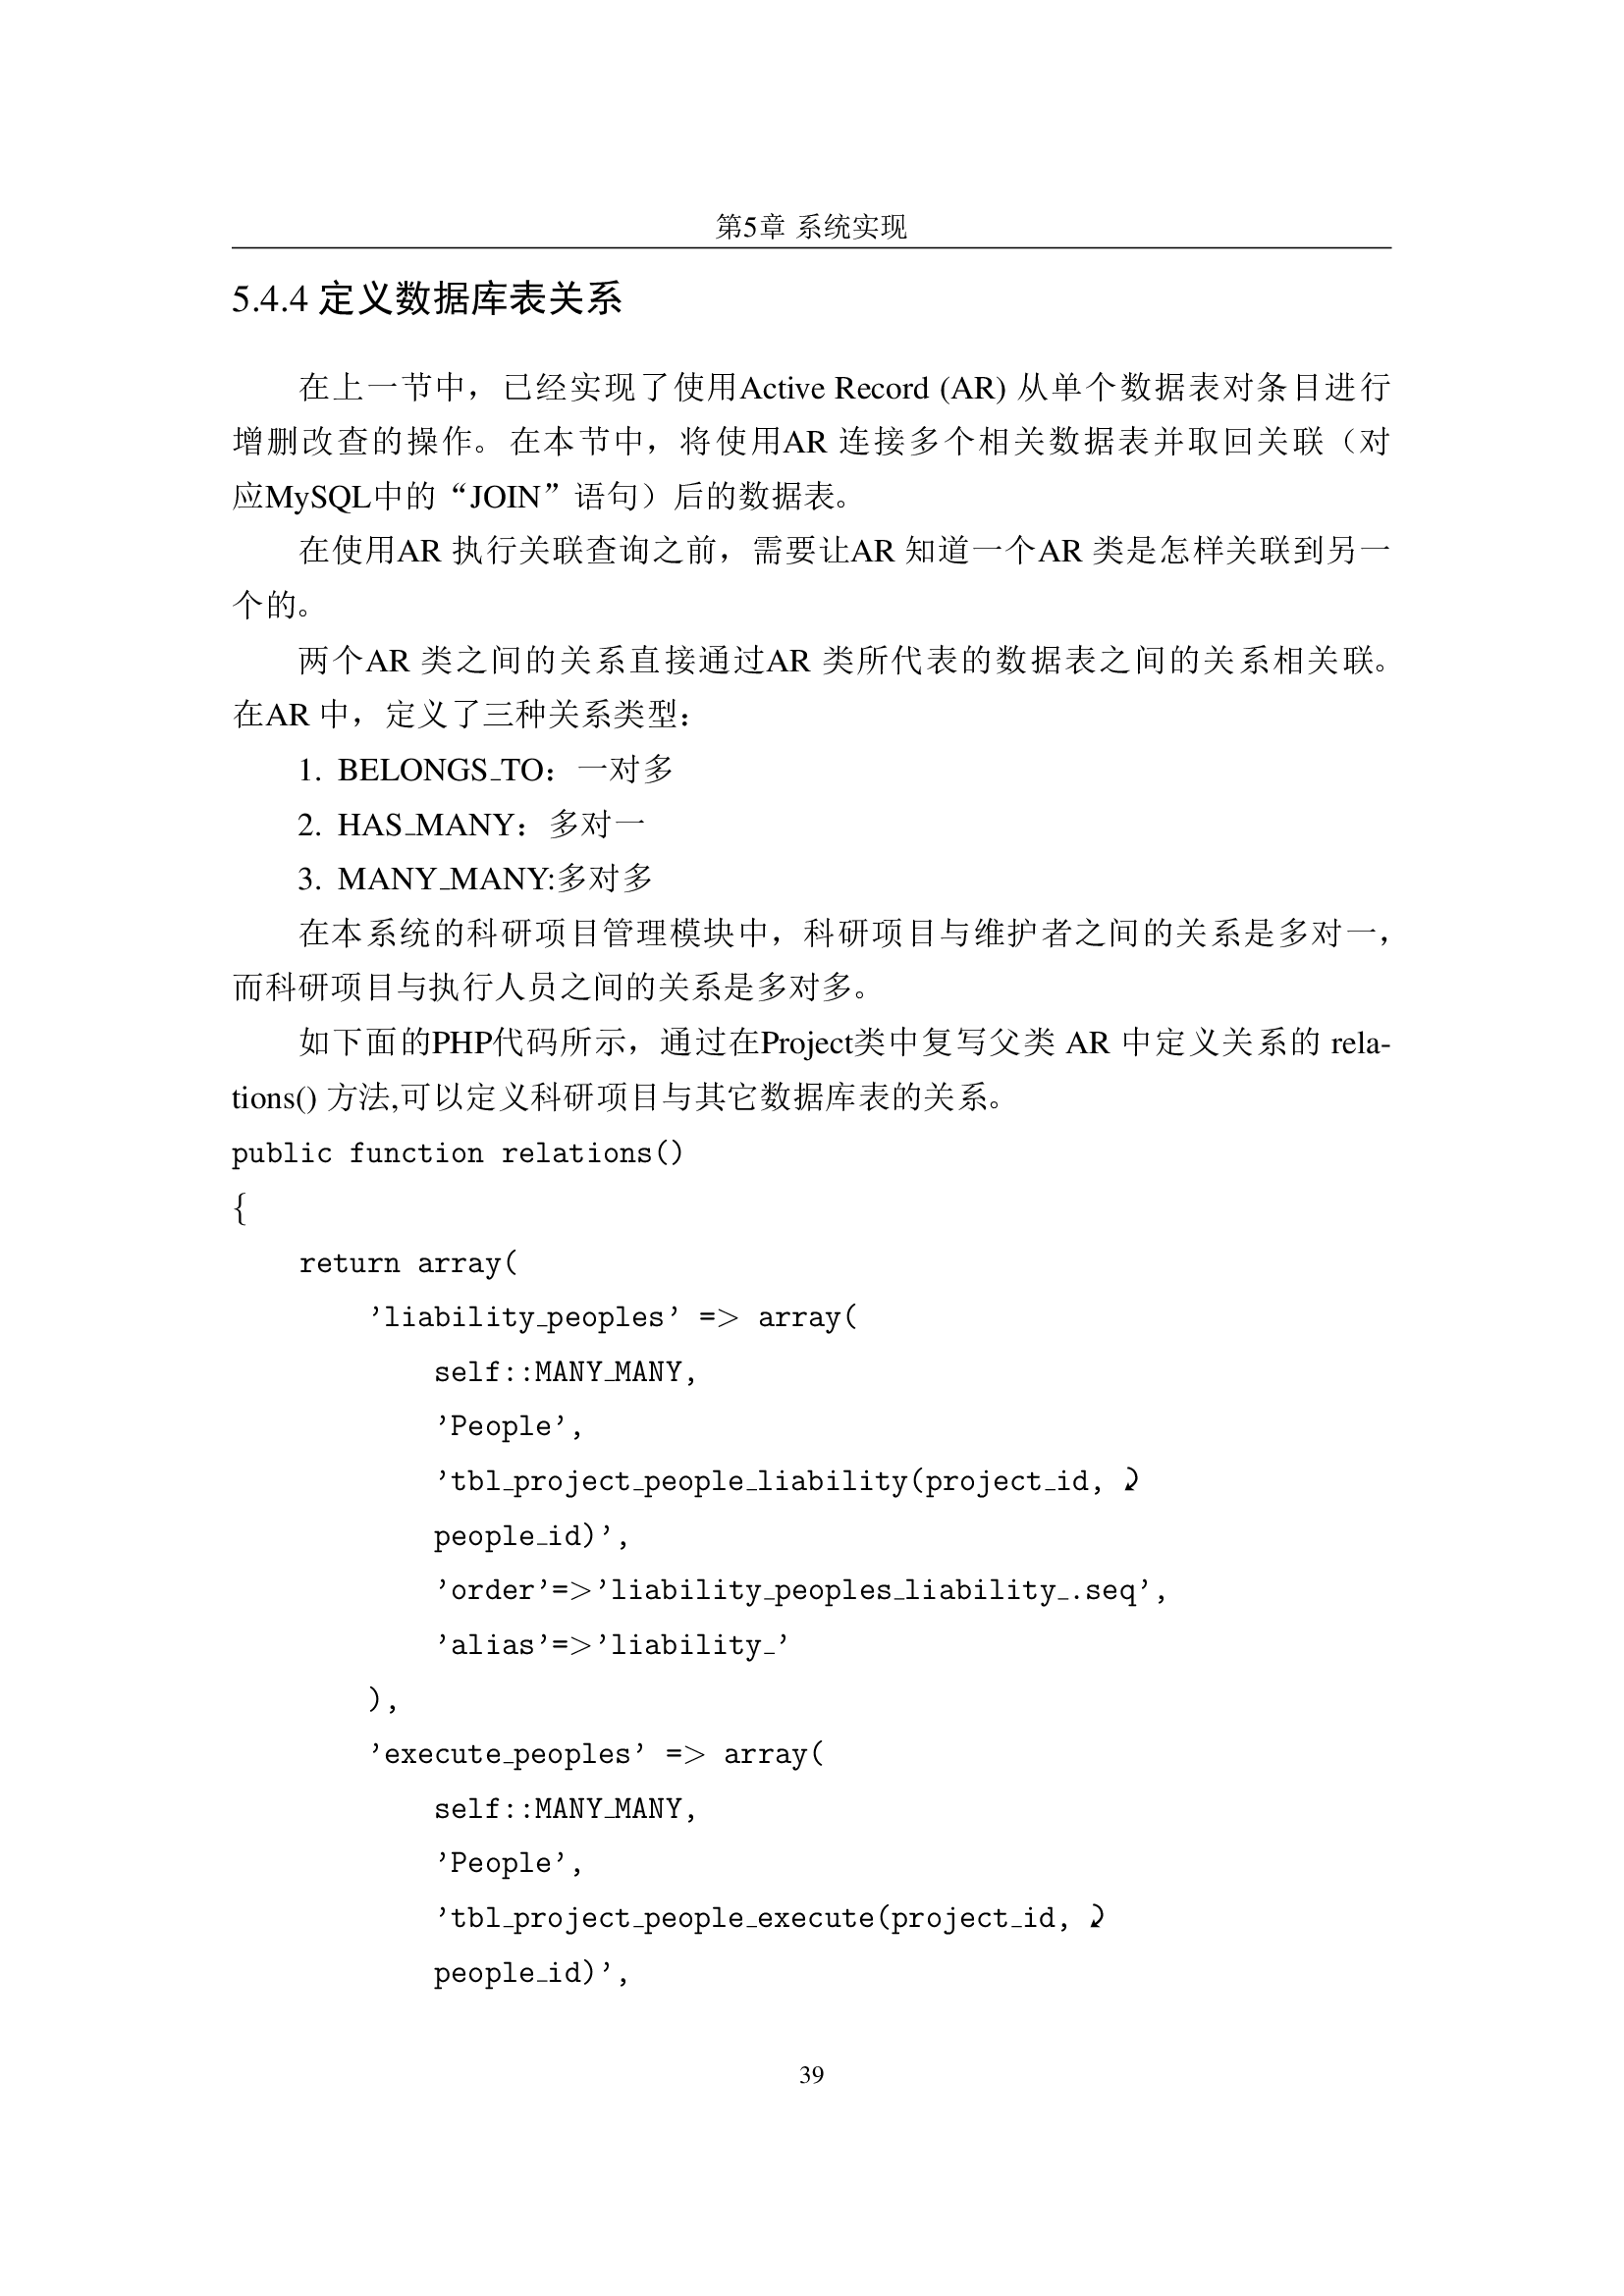 第5章 系统实现
5.4.4 定义数据库表关系
在上一节中，已经实现了使用Active Record (AR) 从单个数据表对条目进行
增删改查的操作。在本节中，将使用AR 连接多个相关数据表并取回关联（对
应MySQL中的“JOIN”语句）后的数据表。
在使用AR 执行关联查询之前，需要让AR 知道一个AR 类是怎样关联到另一
个的。
两个AR 类之间的关系直接通过AR 类所代表的数据表之间的关系相关联。
在AR 中，定义了三种关系类型：
1. BELONGS_TO：一对多
2. HAS_MANY：多对一
3. MANY_MANY:多对多
在本系统的科研项目管理模块中，科研项目与维护者之间的关系是多对一，
而科研项目与执行人员之间的关系是多对多。
如下面的PHP代码所示，通过在Project类中复写父类 AR 中定义关系的 rela-
tions() 方法,可以定义科研项目与其它数据库表的关系。
public function relations()
{
return array(
’liability_peoples’ => array(
self::MANY_MANY,
’People’,
’tbl_project_people_liability(project_id, ⤸
people_id)’,
’order’=>’liability_peoples_liability_.seq’,
’alias’=>’liability_’
),
’execute_peoples’ => array(
self::MANY_MANY,
’People’,
’tbl_project_people_execute(project_id, ⤸
people_id)’,
39